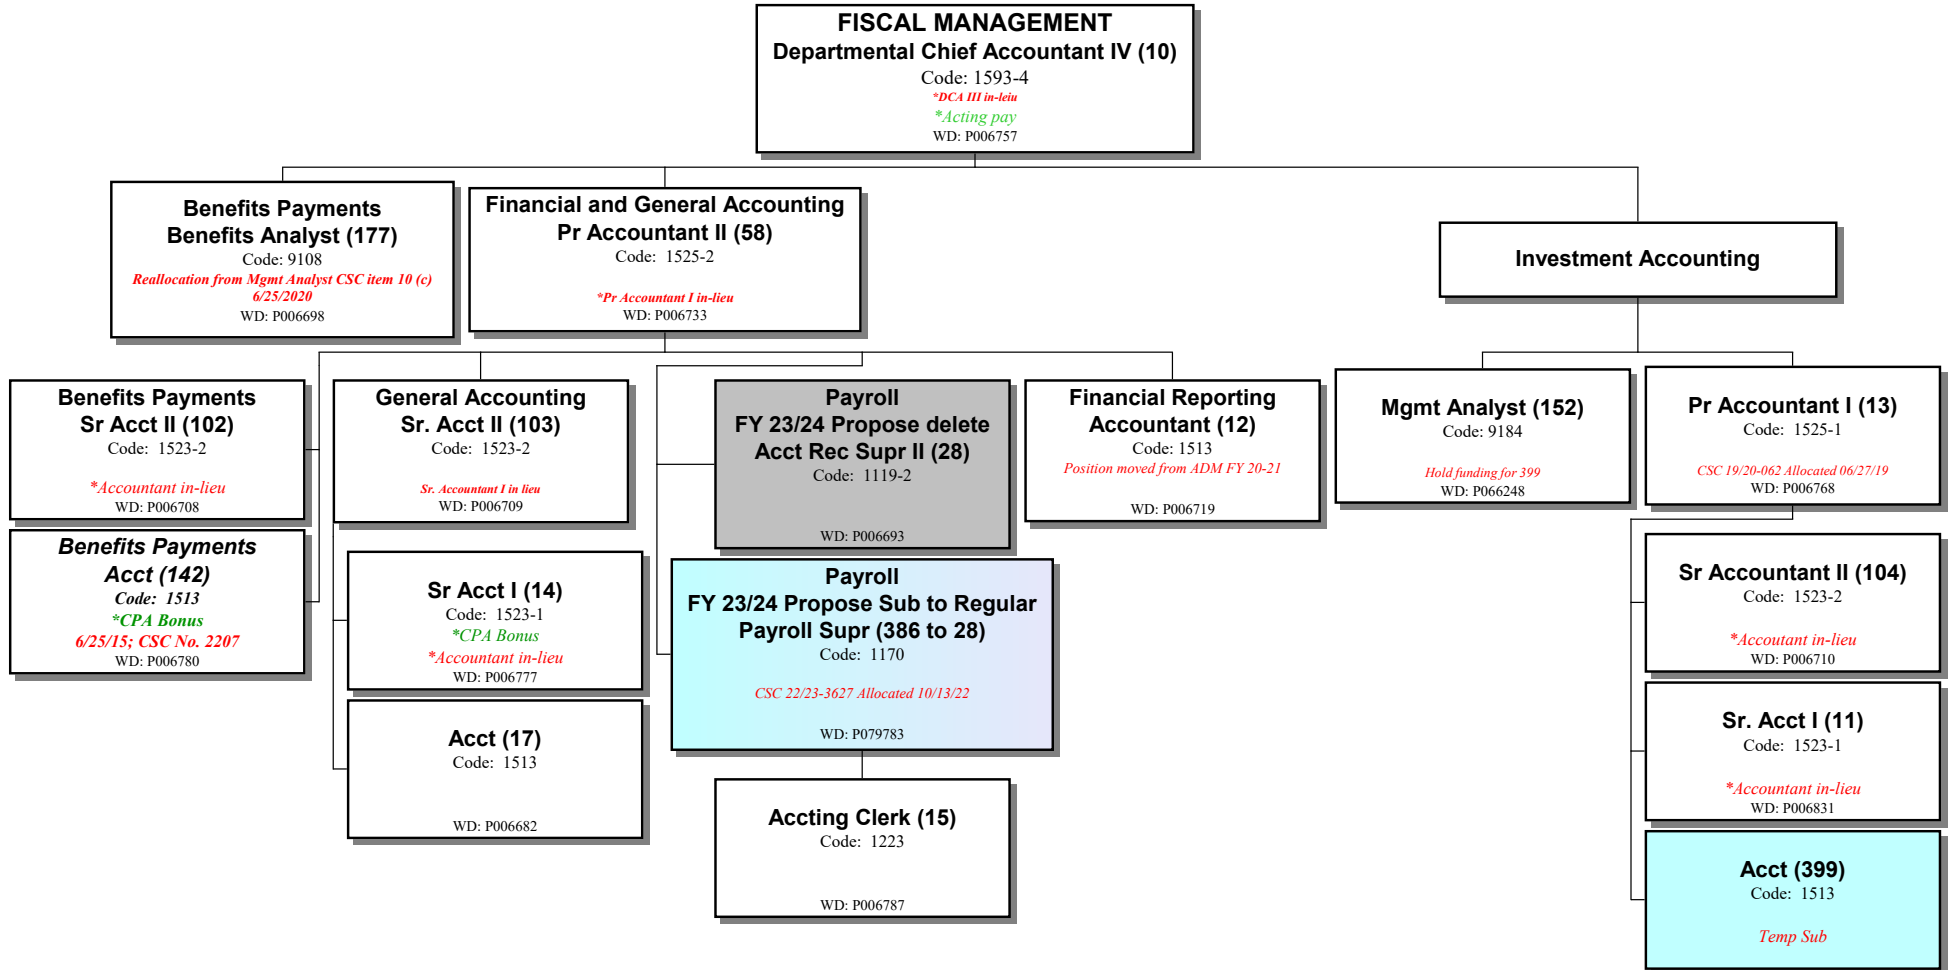 FISCAL MANAGEMENT
Departmental Chief Accountant IV (10)
Code: 1593-4
*DCA III in-leiu
*Acting pay
WD: P006757
Benefits Payments
Benefits Analyst (177)
Code: 9108
Reallocation from Mgmt Analyst CSC item 10 (c)
6/25/2020
WD: P006698
Financial and General Accounting
Pr Accountant II (58)
Code: 1525-2
*Pr Accountant I in-lieu
WD: P006733
Investment Accounting
Benefits Payments
Sr Acct II (102)
Code: 1523-2
*Accountant in-lieu
WD: P006708
Benefits Payments
Acct (142)
Code: 1513
*CPA Bonus
6/25/15; CSC No. 2207
WD: P006780
General Accounting
Sr. Acct II (103)
Code: 1523-2
Sr. Accountant I in lieu
WD: P006709
Sr Acct I (14)
Code: 1523-1
*CPA Bonus
*Accountant in-lieu
WD: P006777
Acct (17)
Code: 1513
WD: P006682
Payroll
FY 23/24 Propose delete
Acct Rec Supr II (28)
Code: 1119-2
WD: P006693
Payroll
FY 23/24 Propose Sub to Regular
Payroll Supr (386 to 28)
Code: 1170
CSC 22/23-3627 Allocated 10/13/22
WD: P079783
Accting Clerk (15)
Code: 1223
WD: P006787
Financial Reporting
Accountant (12)
Code: 1513
Position moved from ADM FY 20-21
WD: P006719
Mgmt Analyst (152)
Code: 9184
Hold funding for 399
WD: P066248
Pr Accountant I (13)
Code: 1525-1
CSC 19/20-062 Allocated 06/27/19
WD: P006768
Sr Accountant II (104)
Code: 1523-2
*Accoutant in-lieu
WD: P006710
Sr. Acct I (11)
Code: 1523-1
*Accountant in-lieu
WD: P006831
Acct (399)
Code: 1513
Temp Sub